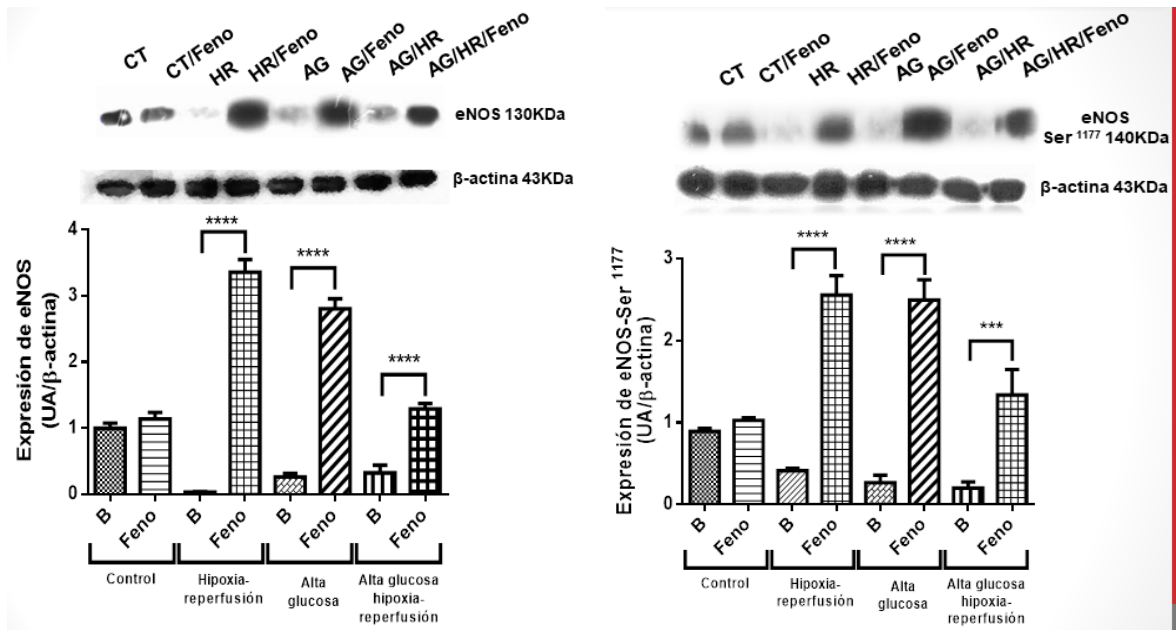 CT
CT/Feno
HR
HR/Feno
AG
AG/Feno
AG/HR
AG/HR/Feno
eNOS 130KDa
β-actina 43KDa
Expresión de eNOS
(UA/β-actina)
4
3
2
1
0
****
****
****
B
Feno
B
Feno
B
Feno
B
Feno
Control
Hipoxia-
reperfusión
Alta
glucosa
Alta glucosa
hipoxia-
reperfusión
CT
CT/Feno
HR
HR/Feno
AG
AG/Feno
AG/HR
AG/HR/Feno
eNOS
Ser 1177 140KDa
β-actina 43KDa
Expresión de eNOS-Ser 1177
(UA/β-actina)
3
2
1
0
****
****
***
B
Feno
B
Feno
B
Feno
B
Feno
Control
Hipoxia-
reperfusión
Alta
glucosa
Alta glucosa
hipoxia-
reperfusión